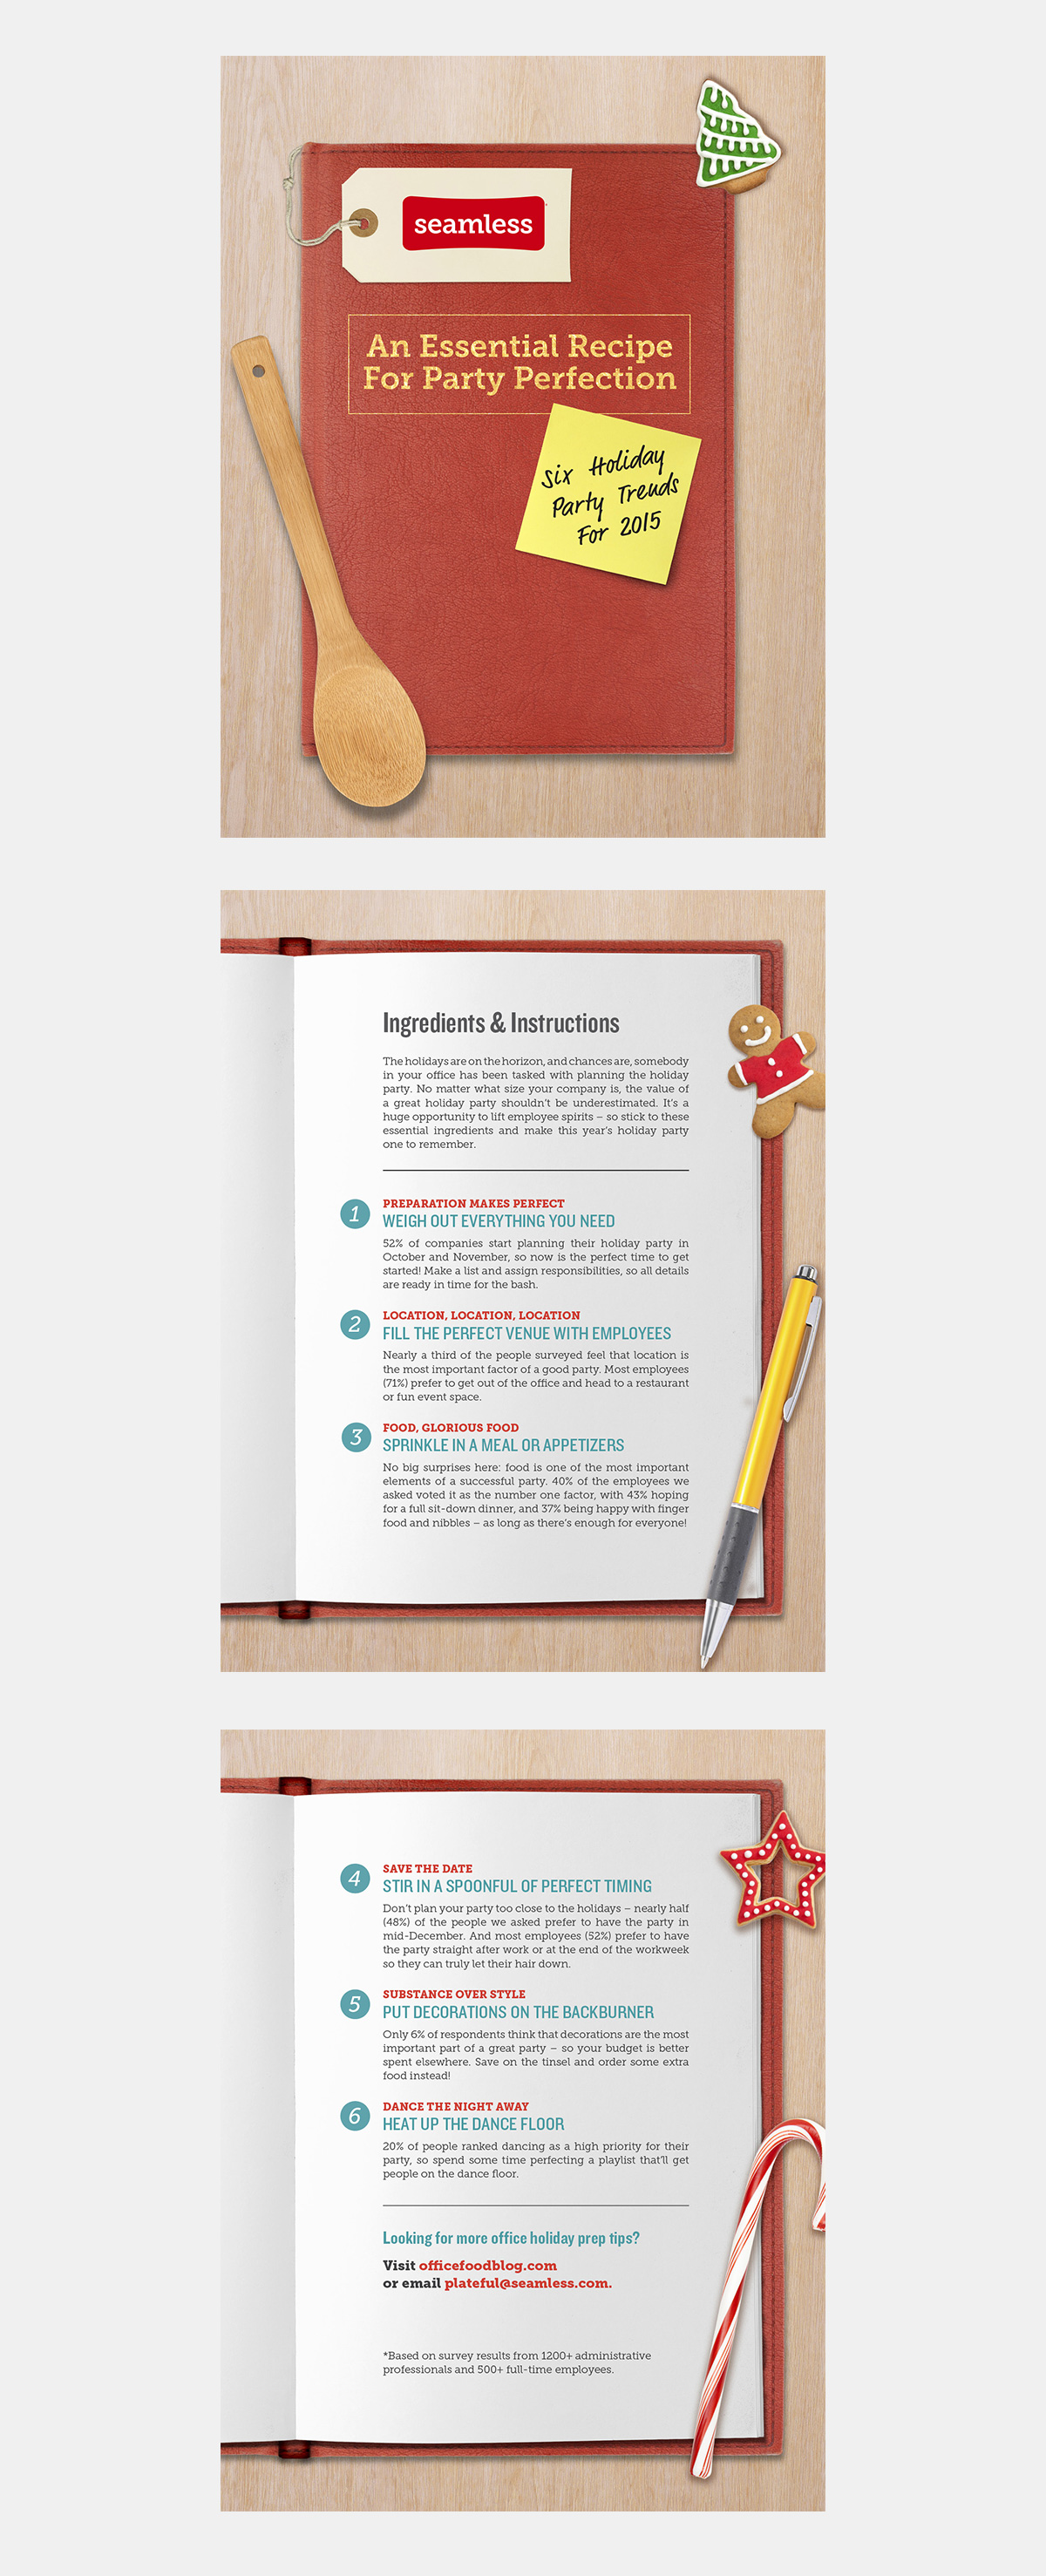 seamless
An Essential Recipe
For Party Perfection
Six Holiday
Party Trends
For 2015
Ingredients & Instructions
The holidays are on the horizon, and chances are, somebody
in your office has been tasked with planning the holiday
party. No matter what size your company is, the value of
a great holiday party shouldn't be underestimated. It's a
huge opportunity to lift employee spirits – so stick to these
essential ingredients and make this year's holiday party
one to remember.
1
PREPARATION MAKES PERFECT
WEIGH OUT EVERYTHING YOU NEED
52% of companies start planning their holiday party in
October and November, so now is the perfect time to get
started! Make a list and assign responsibilities, so all details
are ready in time for the bash.
2
LOCATION, LOCATION, LOCATION
FILL THE PERFECT VENUE WITH EMPLOYEES
Nearly a third of the people surveyed feel that location is
the most important factor of a good party. Most employees
(71%) prefer to get out of the office and head to a restaurant
or fun event space.
3
FOOD, GLORIOUS FOOD
SPRINKLE IN A MEAL OR APPETIZERS
No big surprises here: food is one of the most important
elements of a successful party. 40% of the employees we
asked voted it as the number one factor, with 43% hoping
for a full sit-down dinner, and 37% being happy with finger
food and nibbles – as long as there's enough for everyone!
4
SAVE THE DATE
STIR IN A SPOONFUL OF PERFECT TIMING
Don't plan your party too close to the holidays – nearly half
(48%) of the people we asked prefer to have the party in
mid-December. And most employees (52%) prefer to have
the party straight after work or at the end of the workweek
so they can truly let their hair down.
5
SUBSTANCE OVER STYLE
PUT DECORATIONS ON THE BACKBURNER
Only 6% of respondents think that decorations are the most
important part of a great party – so your budget is better
spent elsewhere. Save on the tinsel and order some extra
food instead!
6
DANCE THE NIGHT AWAY
HEAT UP THE DANCE FLOOR
20% of people ranked dancing as a high priority for their
party, so spend some time perfecting a playlist that'll get
people on the dance floor.
Looking for more office holiday prep tips?
Visit officefoodblog.com
or email plateful@seamless.com.
*Based on survey results from 1200+ administrative
professionals and 500+ full-time employees.